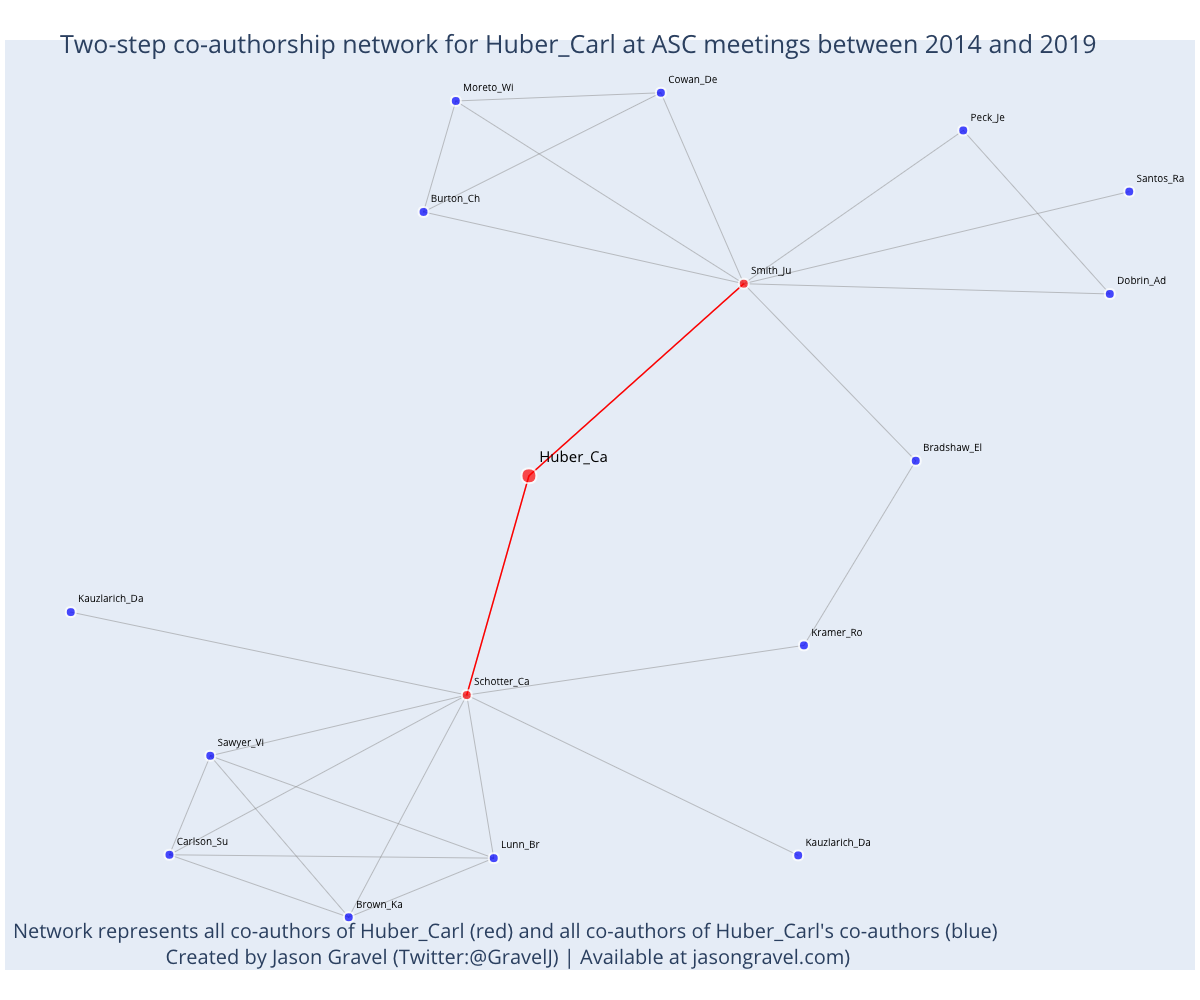 Two-step co-authorship network for Huber_Carl at ASC meetings between 2014 and 2019
Cowan_De
Moreto_Wi
Peck_Je
Santos_Ra
Burton_Ch
Smith_Ju
Dobrin_Ad
Bradshaw_El
Huber_Ca
Kauzlarich_Da
Kramer_Ro
Schotter_Ca
Sawyer_Vi
Carlson_Su
Lunn_Br
Kauzlarich_Da
Brown_Ka
Network represents all co-authors of Huber_Carl (red) and all co-authors of Huber_Carl's co-authors (blue)
Created by Jason Gravel (Twitter:@GravelJ) | Available at jasongravel.com)